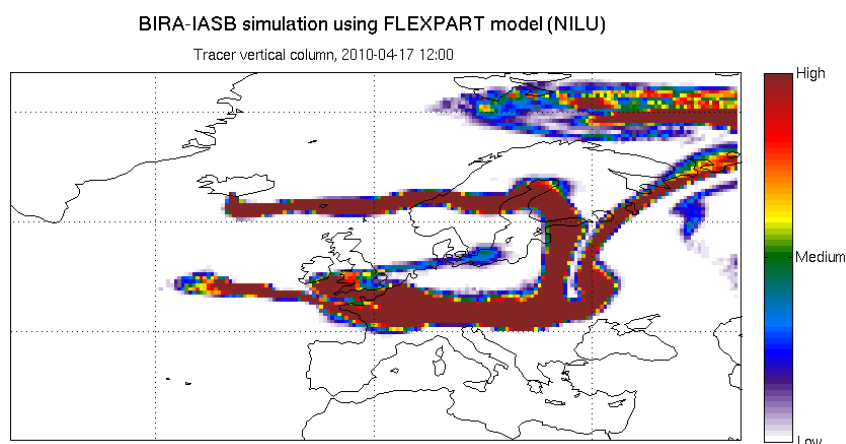 BIRA-IASB simulation using FLEXPART model (NILU)
Tracer vertical column, 2010-04-17 12:00
High
Medium
Low